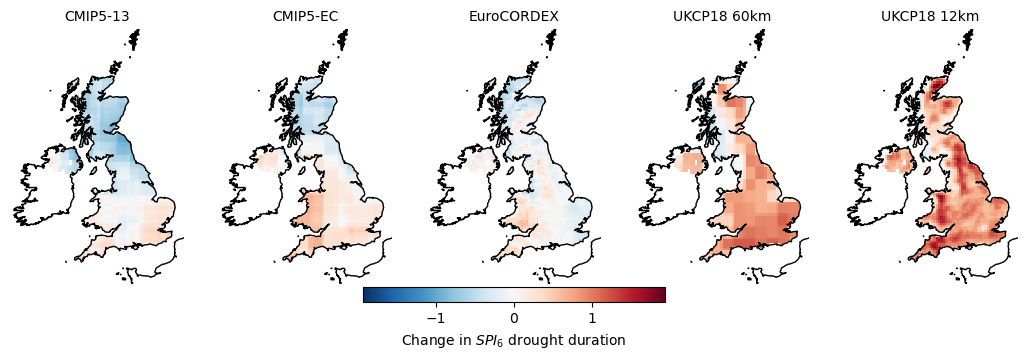 CMIP5-13
CMIP5-EC
EuroCORDEX
UKCP18 60km
UKCP18 12km
−1
0
1
Change in SPI₆ drought duration